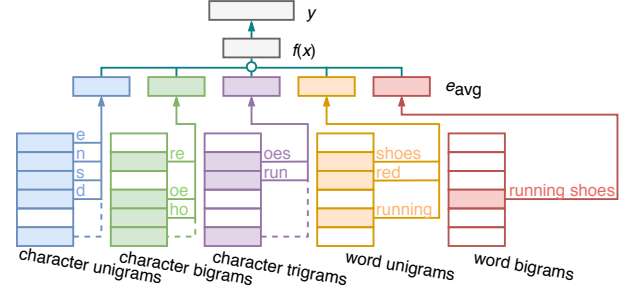 y
f(x)
eavg
e
n
s
d
re
oe
ho
oes
run
shoes
red
running
running shoes
character unigrams
character bigrams
character trigrams
word unigrams
word bigrams